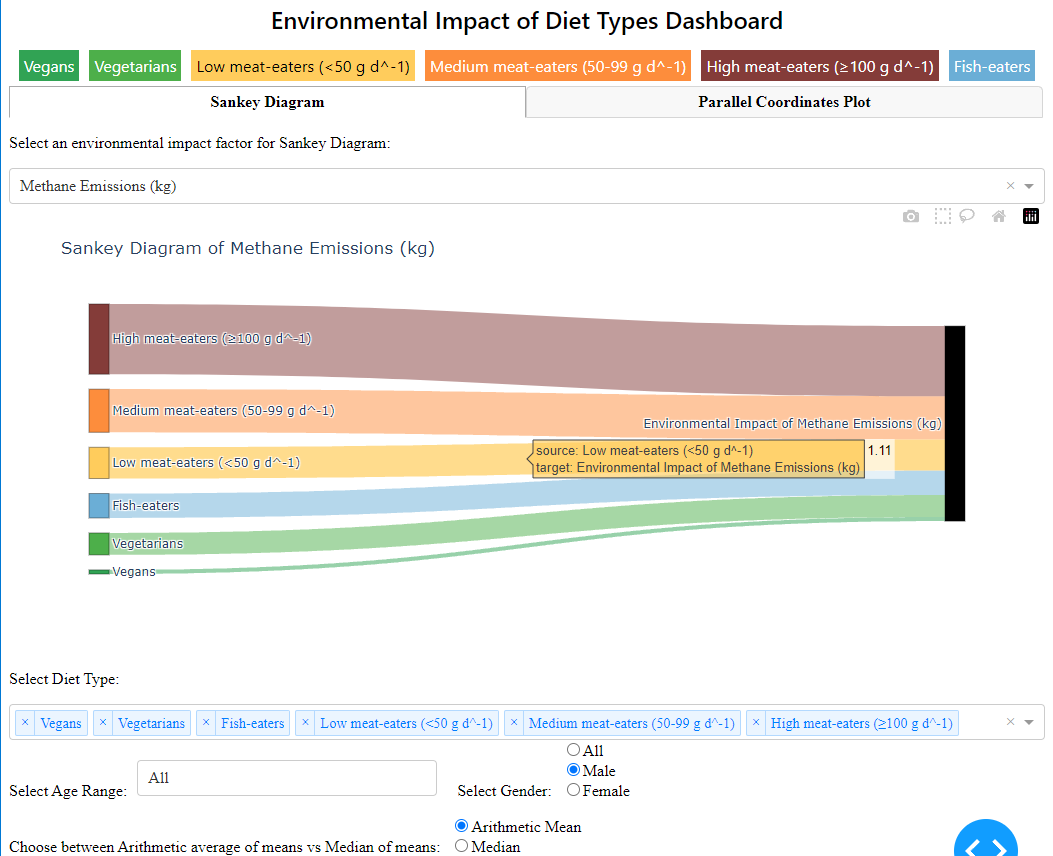 Environmental Impact of Diet Types Dashboard
Vegans Vegetarians Low meat-eaters (<50 g d^-1) Medium meat-eaters (50-99 g d^-1) High meat-eaters (≥100 g d^-1) Fish-eaters
Sankey Diagram Parallel Coordinates Plot
Select an environmental impact factor for Sankey Diagram:
Methane Emissions (kg) ×
Sankey Diagram of Methane Emissions (kg)
High meat-eaters (≥100 g d^-1)
Medium meat-eaters (50-99 g d^-1)
Environmental Impact of Methane Emissions (kg)
source: Low meat-eaters (<50 g d^-1) 1.11
target: Environmental Impact of Methane Emissions (kg)
Low meat-eaters (<50 g d^-1)
Fish-eaters
Vegetarians
Vegans
Select Diet Type:
× Vegans × Vegetarians × Fish-eaters × Low meat-eaters (<50 g d^-1) × Medium meat-eaters (50-99 g d^-1) × High meat-eaters (≥100 g d^-1) ×
Select Age Range: All
Select Gender:
All
Male
Female
Choose between Arithmetic average of means vs Median of means:
Arithmetic Mean
Median